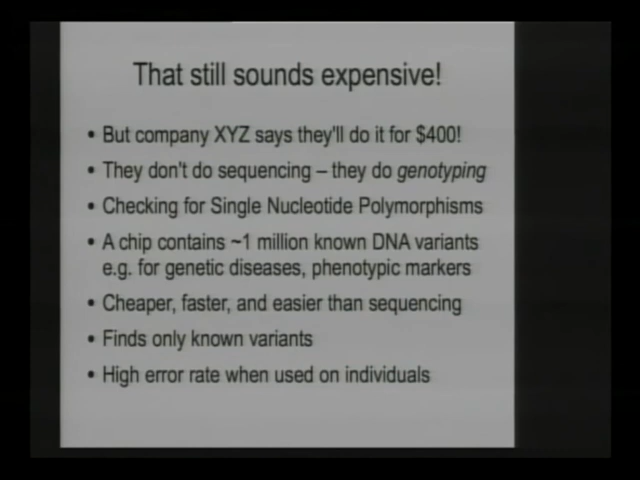 That still sounds expensive!
• But company XYZ says they'll do it for $400!
• They don't do sequencing – they do genotyping
• Checking for Single Nucleotide Polymorphisms
• A chip contains ~1 million known DNA variants
e.g. for genetic diseases, phenotypic markers
• Cheaper, faster, and easier than sequencing
• Finds only known variants
• High error rate when used on individuals